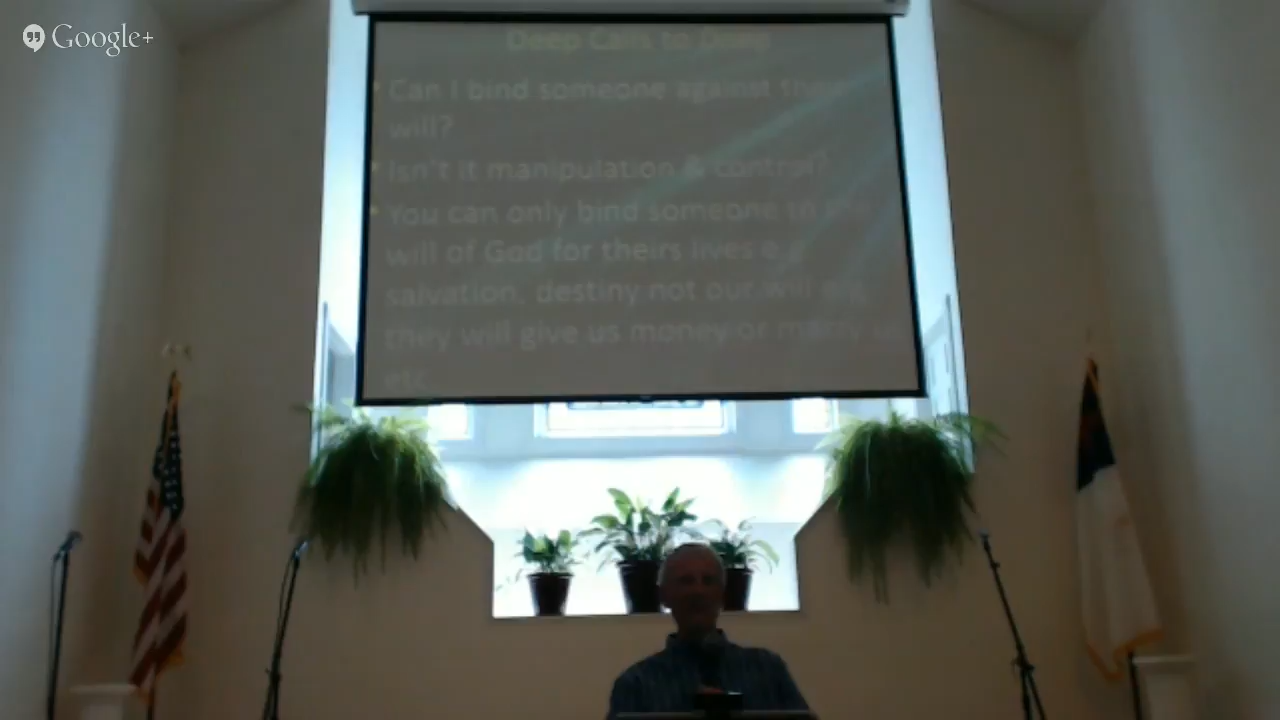 Google+
Deep Calls to Deep
Can I bind someone against their
will?
Isn't it manipulation & control?
You can only bind someone to the
will of God for theirs lives e.g
salvation, destiny not our will e.g
they will give us money or marry us
etc